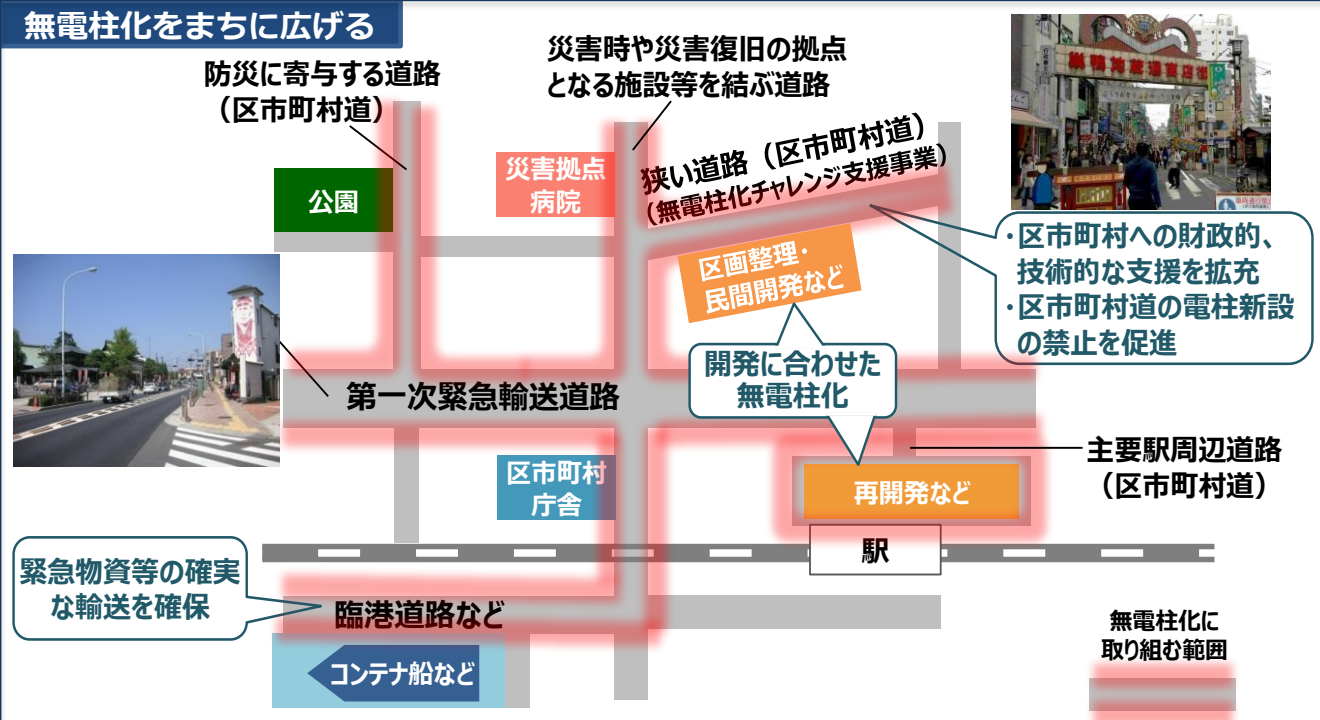 無電柱化をまちに広げる
防災に寄与する道路
（区市町村道）
災害時や災害復旧の拠点
となる施設等を結ぶ道路
狭い道路（区市町村道）
（無電柱化チャレンジ支援事業）
巣鴨地蔵通商店街
公園
災害拠点
病院
区画整理・
民間開発など
・区市町村への財政的、
技術的な支援を拡充
・区市町村道の電柱新設
の禁止を促進
開発に合わせた
無電柱化
第一次緊急輸送道路
区市町村
庁舎
再開発など
主要駅周辺道路
（区市町村道）
駅
緊急物資等の確実
な輸送を確保
臨港道路など
コンテナ船など
無電柱化に
取り組む範囲